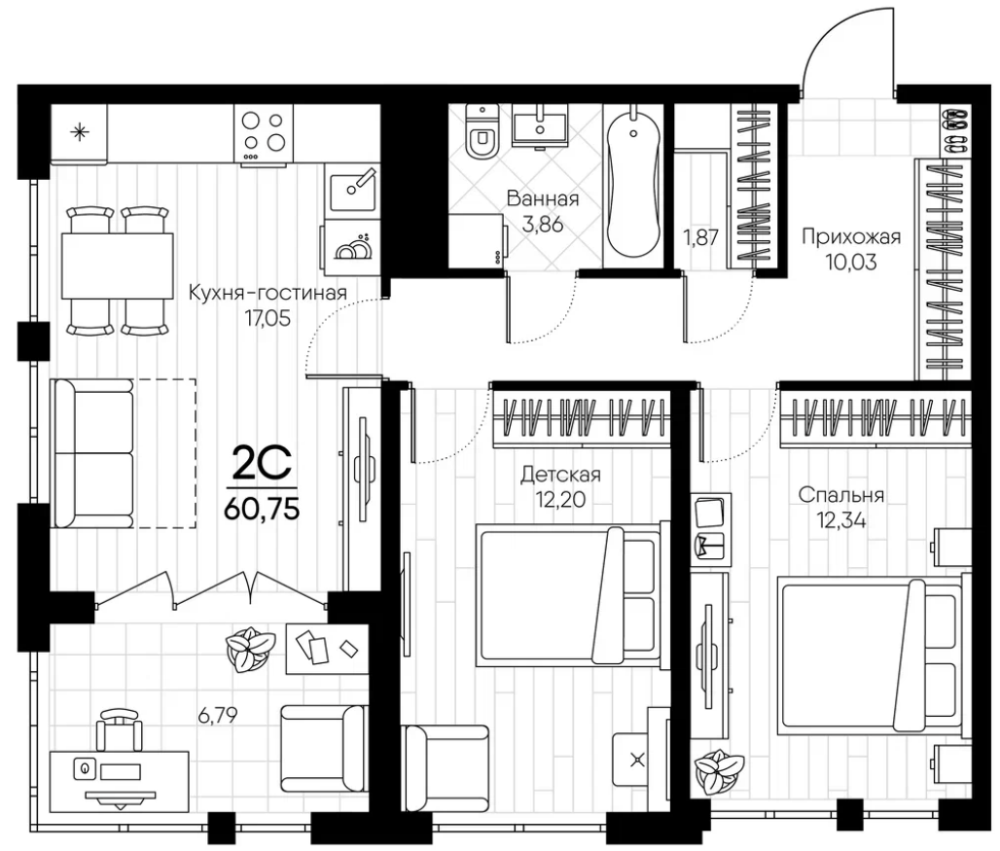 Ванная
3,86
1,87
Прихожая
10,03
Кухня-гостиная
17,05
2С
60,75
Детская
12,20
Спальня
12,34
6,79